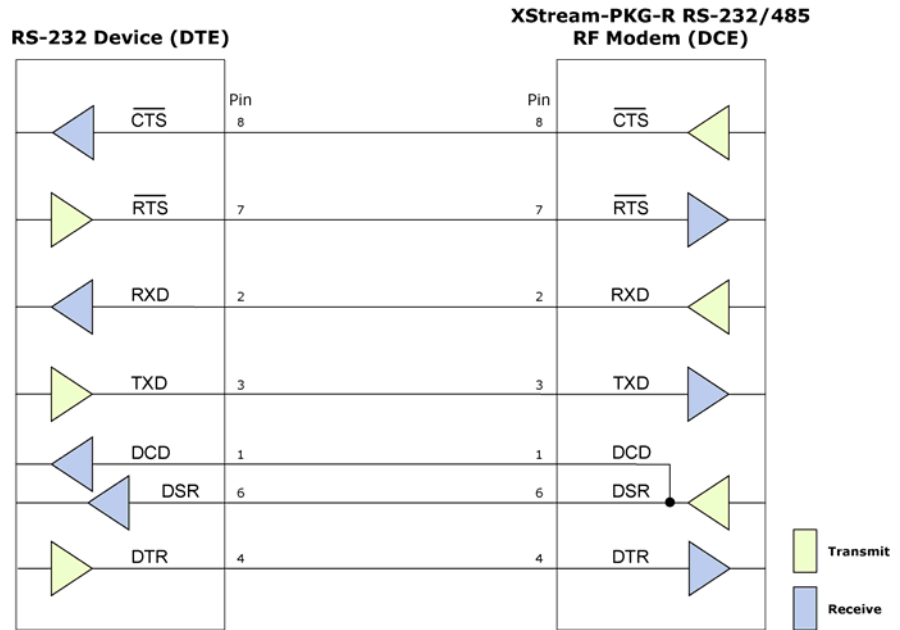 XStream-PKG-R RS-232/485
RS-232 Device (DTE) RF Modem (DCE)
Pin Pin
CTS 8 8 CTS
RTS 7 7 RTS
RXD 2 2 RXD
TXD 3 3 TXD
DCD 1 1 DCD
DSR 6 6 DSR
DTR 4 4 DTR
Transmit
Receive